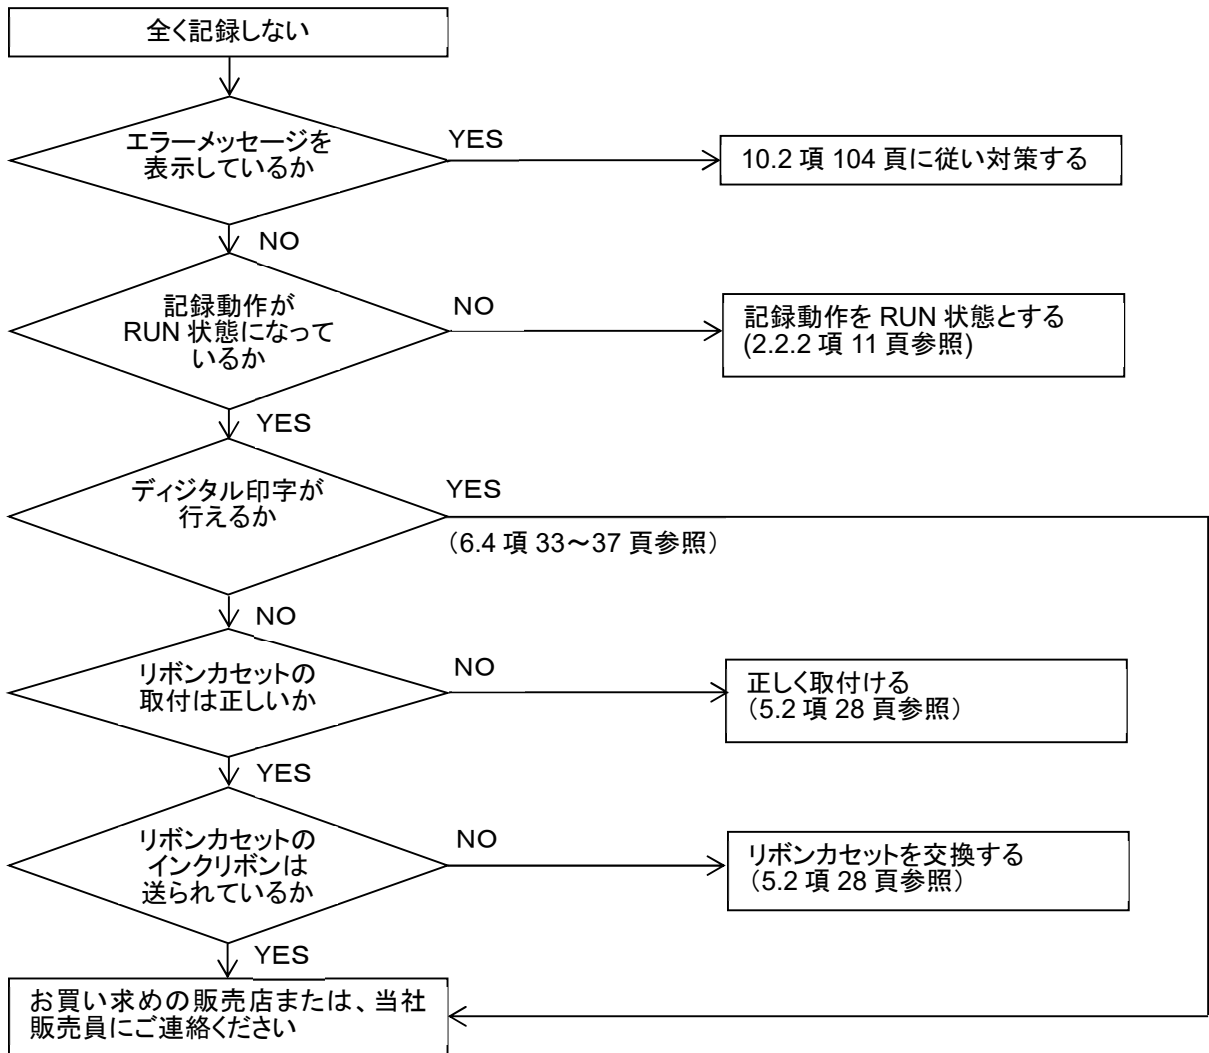 全く記録しない
エラーメッセージを
表示しているか
YES
10.2 項 104 頁に従い対策する
NO
記録動作が
RUN 状態になって
いるか
NO
記録動作を RUN 状態とする
(2.2.2 項 11 頁参照)
YES
ディジタル印字が
行えるか
YES
（6.4 項 33～37 頁参照）
NO
リボンカセットの
取付は正しいか
NO
正しく取付ける
（5.2 項 28 頁参照）
YES
リボンカセットの
インクリボンは
送られているか
NO
リボンカセットを交換する
（5.2 項 28 頁参照）
YES
お買い求めの販売店または、当社
販売員にご連絡ください